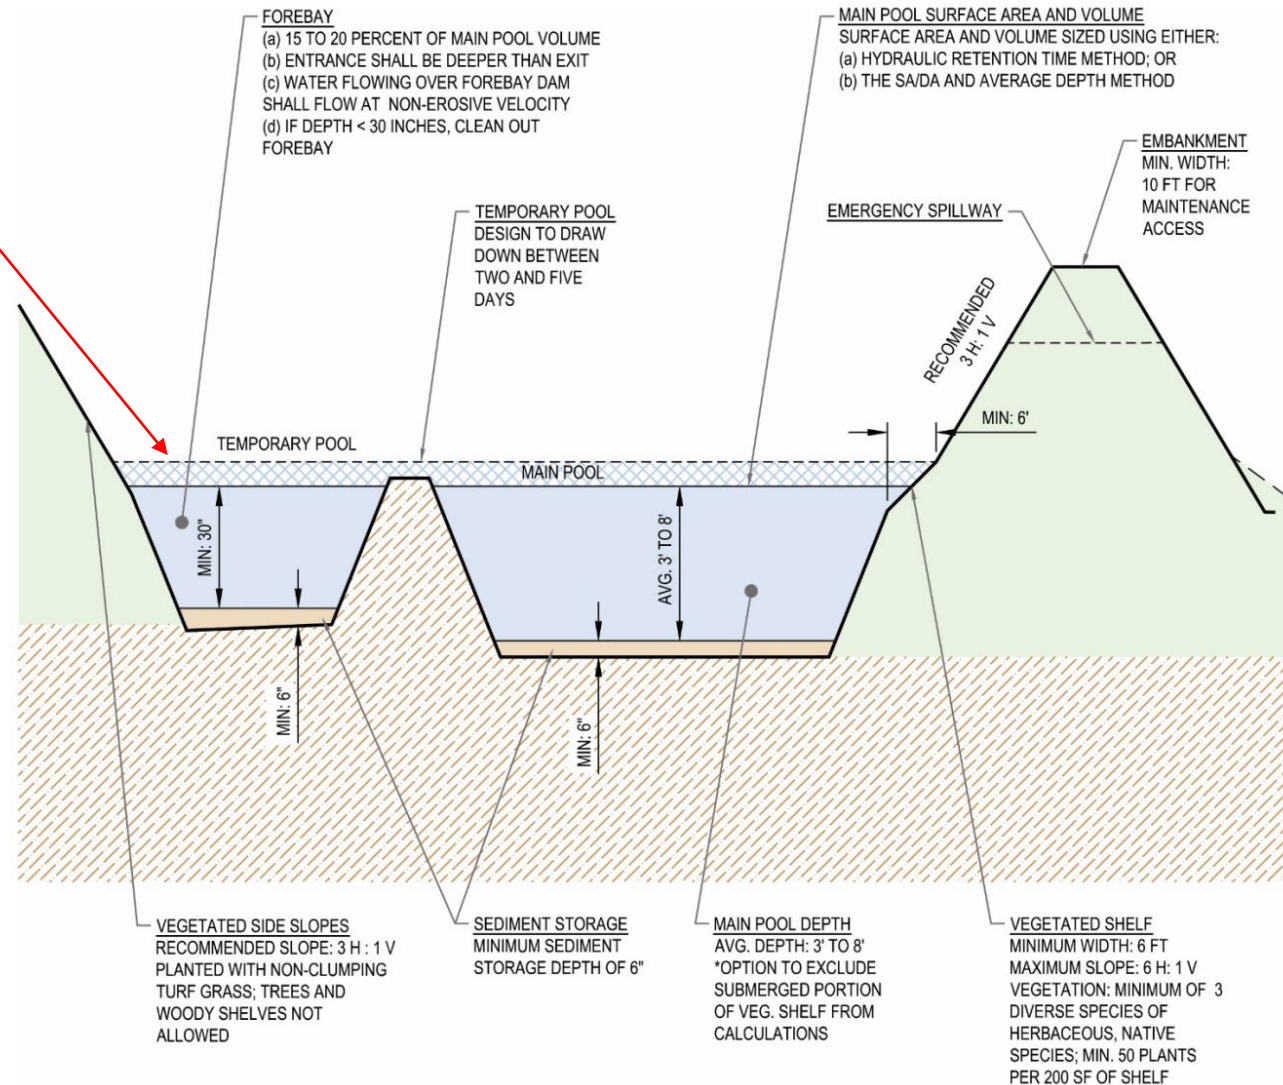 FOREBAY
(a) 15 TO 20 PERCENT OF MAIN POOL VOLUME
(b) ENTRANCE SHALL BE DEEPER THAN EXIT
(c) WATER FLOWING OVER FOREBAY DAM
SHALL FLOW AT NON-EROSIVE VELOCITY
(d) IF DEPTH < 30 INCHES, CLEAN OUT
FOREBAY
MAIN POOL SURFACE AREA AND VOLUME
SURFACE AREA AND VOLUME SIZED USING EITHER:
(a) HYDRAULIC RETENTION TIME METHOD; OR
(b) THE SA/DA AND AVERAGE DEPTH METHOD
EMBANKMENT
MIN. WIDTH:
10 FT FOR
MAINTENANCE
ACCESS
TEMPORARY POOL
DESIGN TO DRAW
DOWN BETWEEN
TWO AND FIVE
DAYS
EMERGENCY SPILLWAY
RECOMMENDED
3 H: 1 V
MIN: 6'
TEMPORARY POOL
MAIN POOL
MIN: 30"
AVG. 3' TO 8'
MIN: 6"
MIN: 6"
VEGETATED SIDE SLOPES
RECOMMENDED SLOPE: 3 H : 1 V
PLANTED WITH NON-CLUMPING
TURF GRASS; TREES AND
WOODY SHELVES NOT
ALLOWED
SEDIMENT STORAGE
MINIMUM SEDIMENT
STORAGE DEPTH OF 6"
MAIN POOL DEPTH
AVG. DEPTH: 3' TO 8'
*OPTION TO EXCLUDE
SUBMERGED PORTION
OF VEG. SHELF FROM
CALCULATIONS
VEGETATED SHELF
MINIMUM WIDTH: 6 FT
MAXIMUM SLOPE: 6 H: 1 V
VEGETATION: MINIMUM OF 3
DIVERSE SPECIES OF
HERBACEOUS, NATIVE
SPECIES; MIN. 50 PLANTS
PER 200 SF OF SHELF